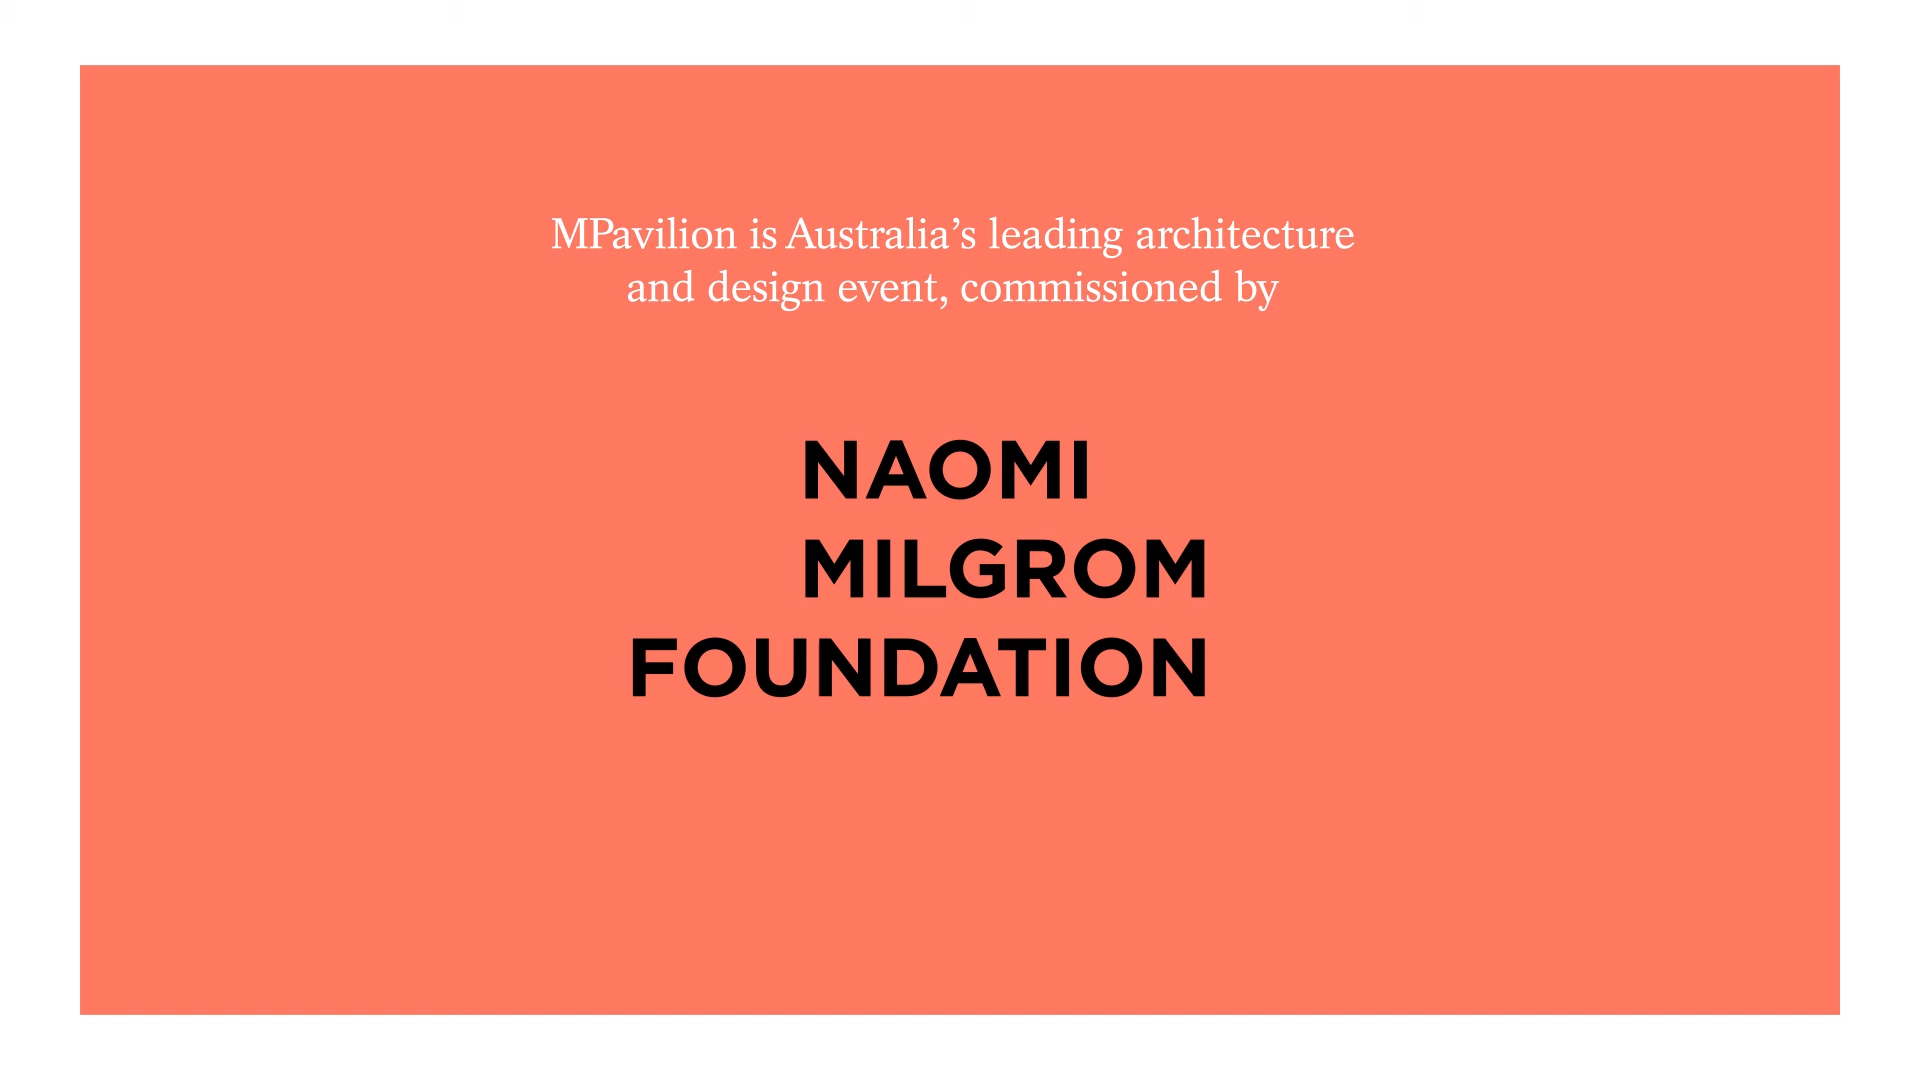 MPavilion is Australia’s leading architecture
and design event, commissioned by
NAOMI
MILGROM
FOUNDATION